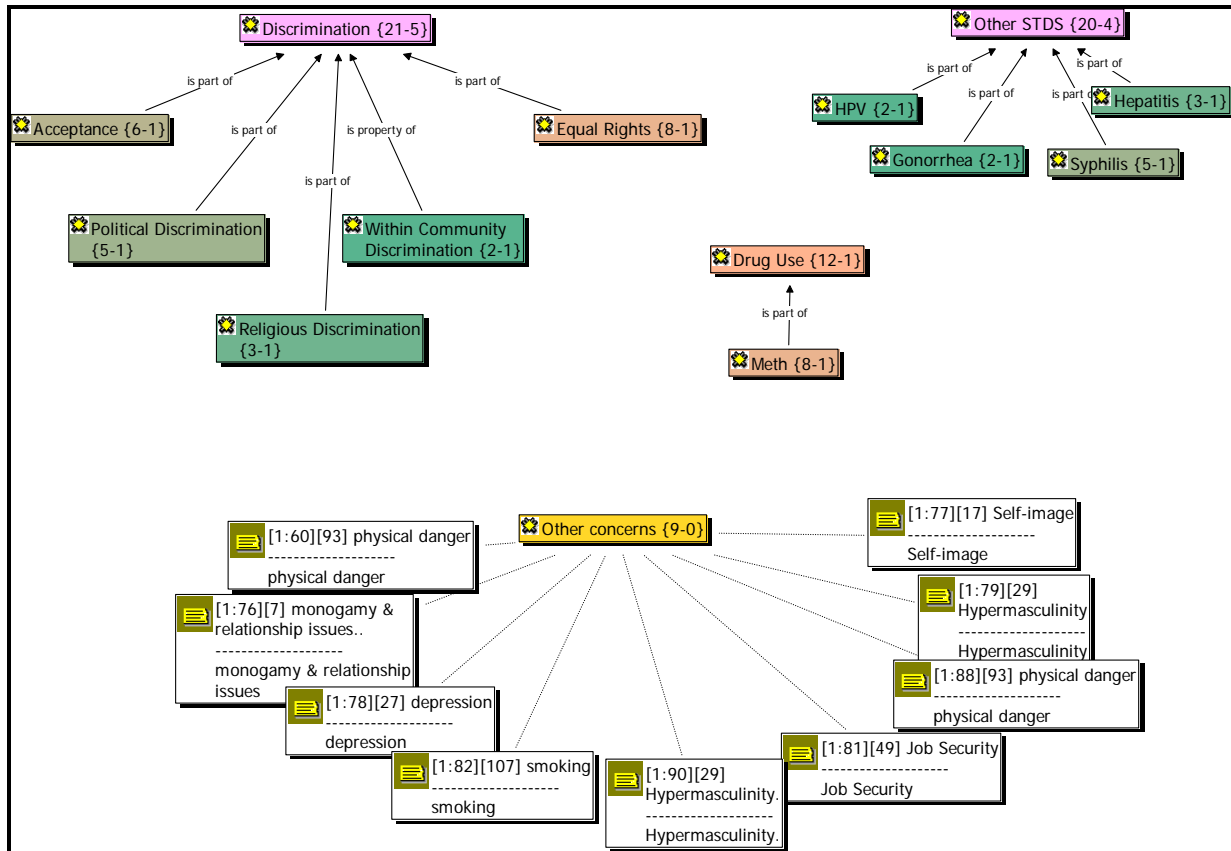 Discrimination {21-5}
Other STDS {20-4}
is part of
is part of
is part of
is part of
HPV {2-1}
Hepatitis {3-1}
Acceptance {6-1}
is part of
is property of
Equal Rights {8-1}
is part of
is part o
Gonorrhea {2-1}
Syphilis {5-1}
is part of
Political Discrimination
{5-1}
Within Community
Discrimination {2-1}
Drug Use {12-1}
is part of
Religious Discrimination
{3-1}
Meth {8-1}
Other concerns {9-0}
[1:60][93] physical danger
--------------------
physical danger
[1:77][17] Self-image
---------------------
Self-image
[1:76][7] monogamy &
relationship issues..
---------------------
monogamy & relationship
issues
[1:79][29]
Hypermasculinity
---------------------
Hypermasculinity
[1:88][93] physical danger
---------------------
physical danger
[1:78][27] depression
---------------------
depression
[1:82][107] smoking
---------------------
smoking
[1:90][29]
Hypermasculinity.
---------------------
Hypermasculinity.
[1:81][49] Job Security
---------------------
Job Security